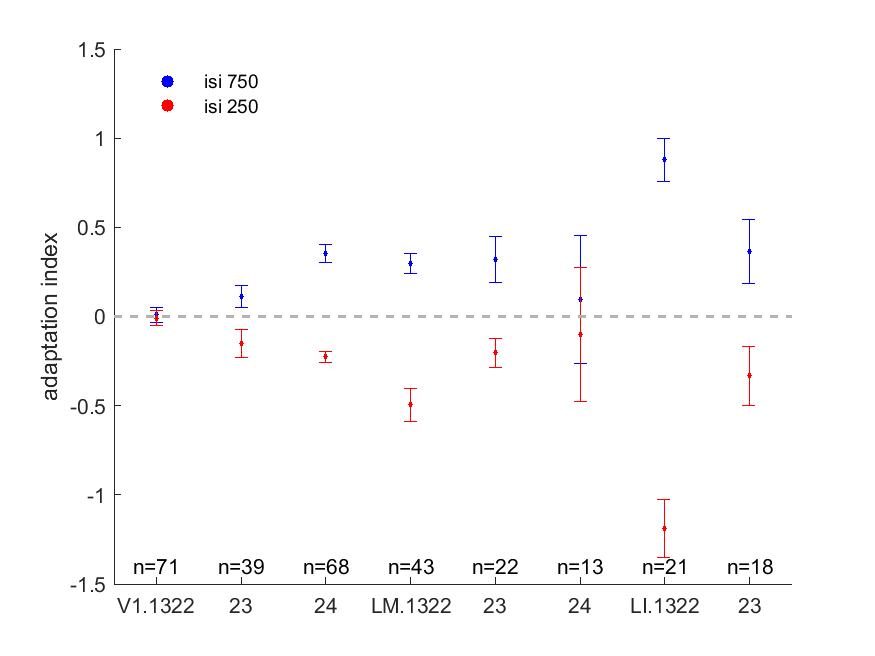 1.5
isi 750
isi 250
1
0.5
adaptation index
0
-0.5
-1
n=71 n=39 n=68 n=43 n=22 n=13 n=21 n=18
-1.5
V1.1322 23 24 LM.1322 23 24 LI.1322 23